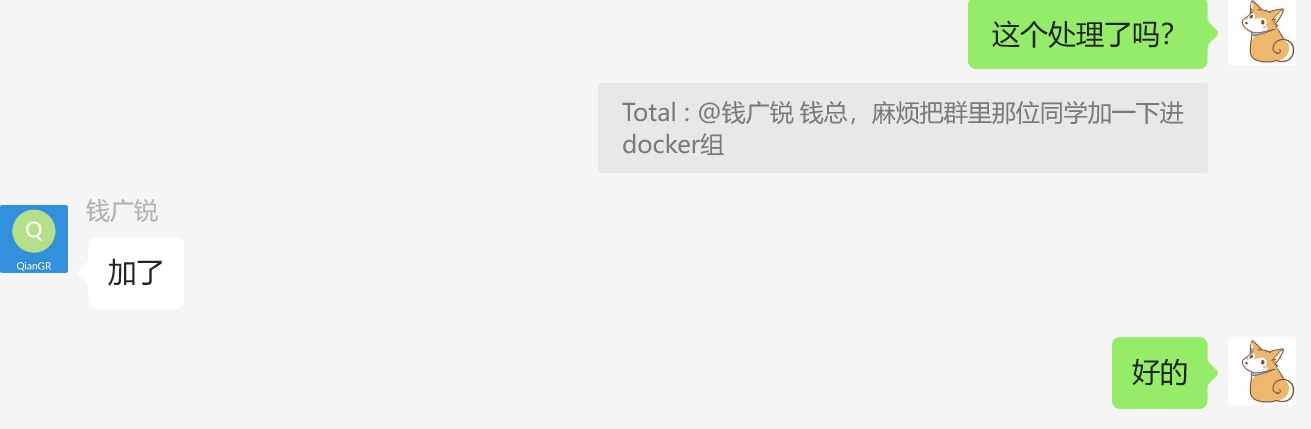 这个处理了吗？
Total：@钱广锐 钱总，麻烦把群里那位同学加一下进
docker组
钱广锐
Q
QianGR
加了
好的